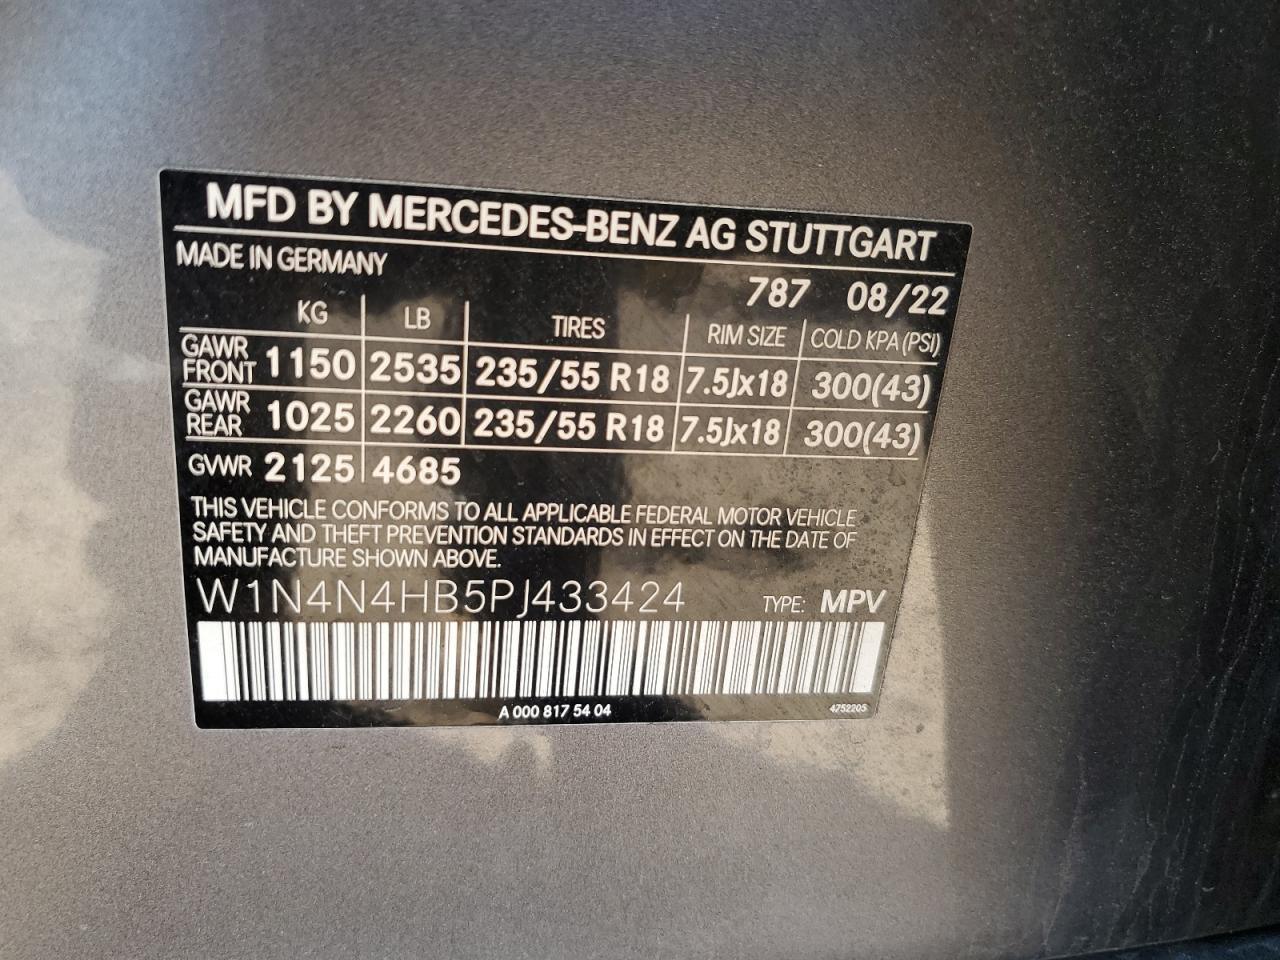 MFD BY MERCEDES-BENZ AG STUTTGART
MADE IN GERMANY
787 08/22
KG LB TIRES RIM SIZE COLD KPA (PSI)
GAWR FRONT 1150 2535 235/55 R18 7.5Jx18 300(43)
GAWR REAR 1025 2260 235/55 R18 7.5Jx18 300(43)
GVWR 2125 4685
THIS VEHICLE CONFORMS TO ALL APPLICABLE FEDERAL MOTOR VEHICLE
SAFETY AND THEFT PREVENTION STANDARDS IN EFFECT ON THE DATE OF
MANUFACTURE SHOWN ABOVE.
W1N4N4HB5PJ433424 TYPE: MPV
A 000 817 54 04 4752205